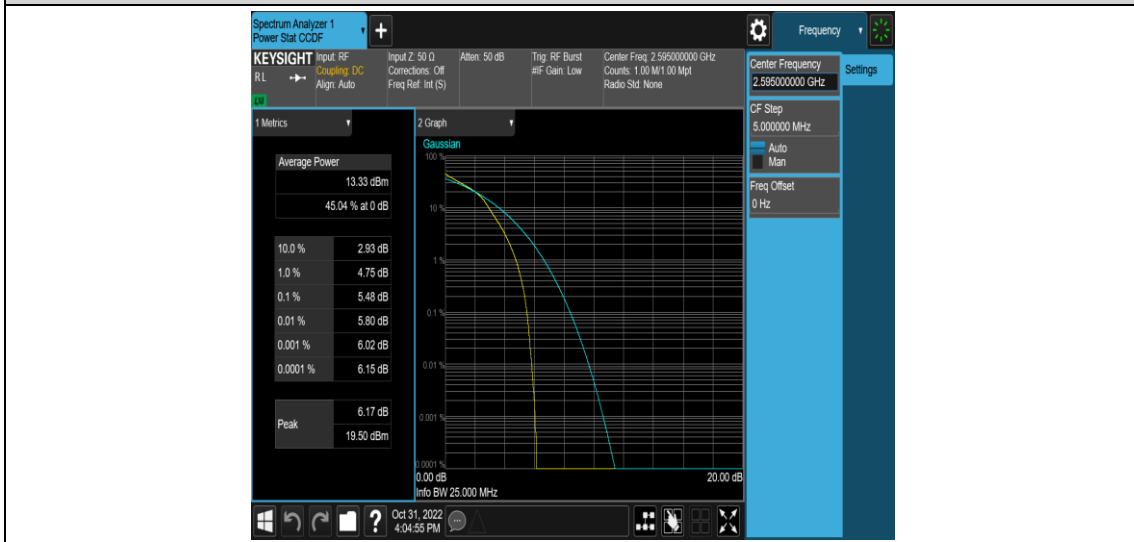 Spectrum Analyzer 1
Power Stat CCDF
Frequency
KEYSIGHT
RL
Input: RF
Coupling: DC
Align: Auto
Input Z: 50 Ω
Corrections: Off
Freq Ref: Int (S)
Atten: 50 dB
Trig: RF Burst
#IF Gain: Low
Center Freq: 2.595000000 GHz
Counts: 1.00 M/1.00 Mpt
Radio Std: None
Center Frequency
2.595000000 GHz
Settings
CF Step
5.000000 MHz
Auto
Man
Freq Offset
0 Hz
1 Metrics
Average Power
13.33 dBm
45.04 % at 0 dB
10.0 % 2.93 dB
1.0 % 4.75 dB
0.1 % 5.48 dB
0.01 % 5.80 dB
0.001 % 6.02 dB
0.0001 % 6.15 dB
Peak
6.17 dB
19.50 dBm
2 Graph
Gaussian
100 %
10 %
1 %
0.1 %
0.01 %
0.001 %
0.0001 %
0.00 dB 20.00 dB
Info BW 25.000 MHz
Oct 31, 2022
4:04:55 PM